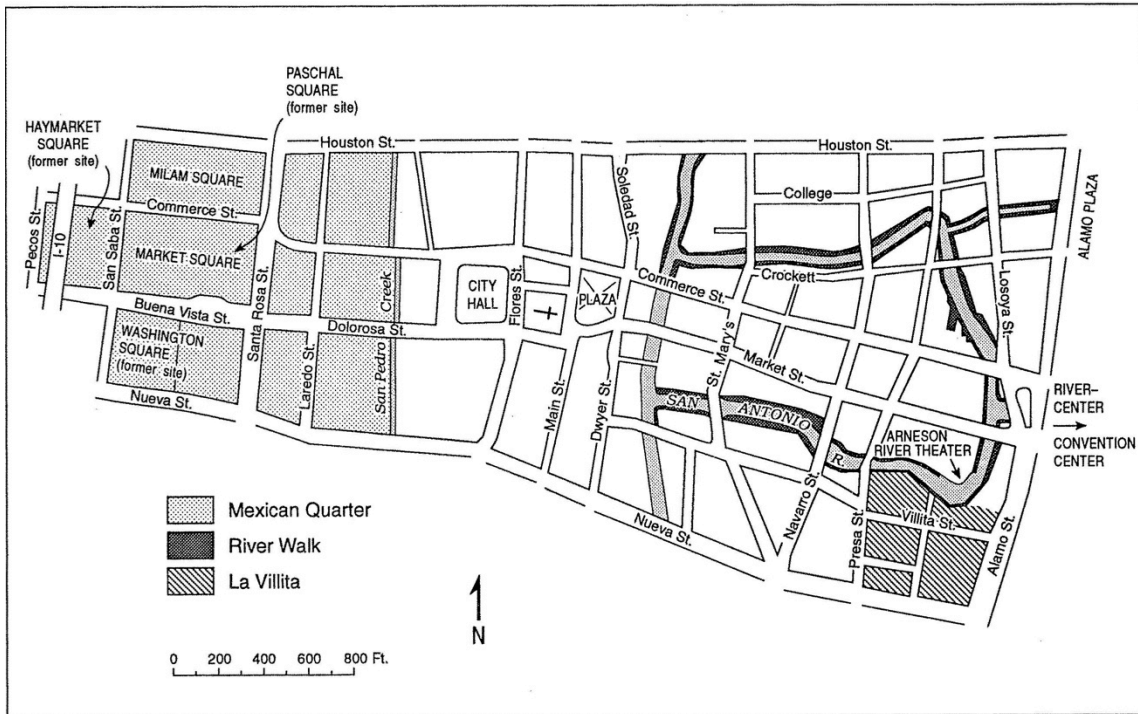 PASCHAL
SQUARE
(former site)
HAYMARKET
SQUARE
(former site)
Houston St.
Houston St.
MILAM SQUARE
Commerce St.
MARKET SQUARE
Pecos St.
I-10
San Saba St.
Santa Rosa St.
Buena Vista St.
WASHINGTON
SQUARE
(former site)
Nueva St.
Laredo St.
San Pedro Creek
Dolorosa St.
CITY
HALL
Flores St.
PLAZA
Main St.
Dwyer St.
Soledad St.
College
Crockett
Commerce St.
St. Mary's
Market St.
SAN ANTONIO R.
Losoya St.
ALAMO PLAZA
RIVER-
CENTER
CONVENTION
CENTER
ARNESON
RIVER THEATER
Navarro St.
Presa St.
Villita St.
Alamo St.
Nueva St.
Mexican Quarter
River Walk
La Villita
N
0 200 400 600 800 Ft.